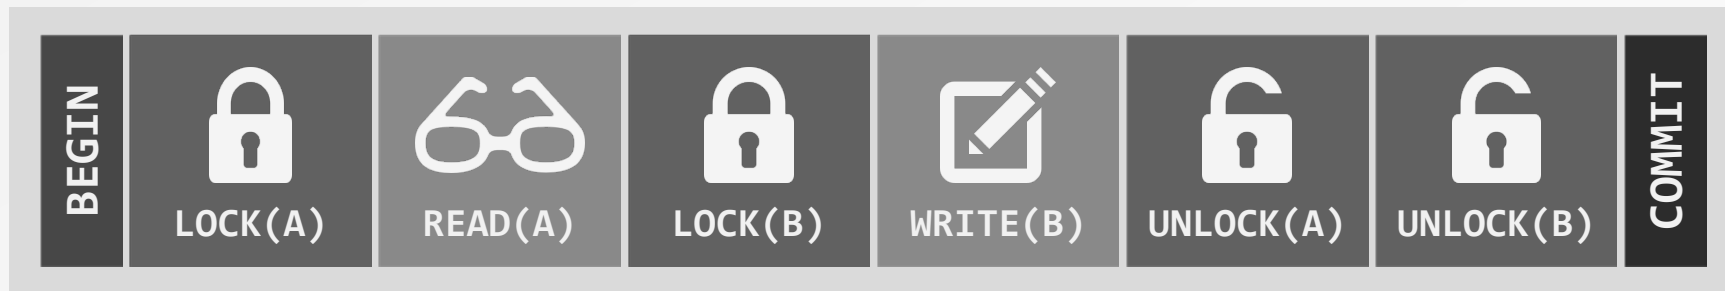 BEGIN
LOCK(A)
READ(A)
LOCK(B)
WRITE(B)
UNLOCK(A)
UNLOCK(B)
COMMIT